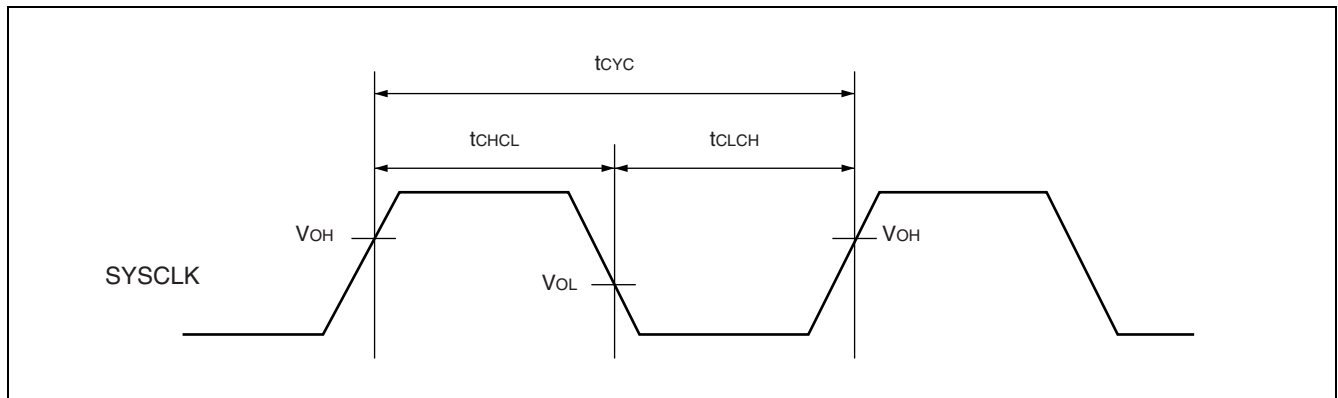 tCYC
tCHCL
tCLCH
VOH
VOH
SYSCLK
VOL